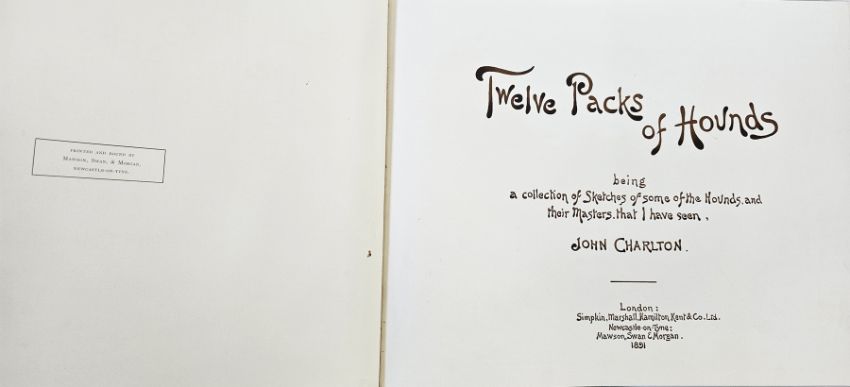 PRINTED AND BOUND AT
MAWSON, SWAN, & MORGAN,
NEWCASTLE-ON-TYNE.
Twelve Packs
of Hounds
being
a collection of Sketches of some of the Hounds, and
their Masters, that I have seen,
JOHN CHARLTON.
London:
Simpkin, Marshall, Hamilton, Kent & Co. Ltd.
Newcastle-on-Tyne:
Mawson, Swan & Morgan.
1891